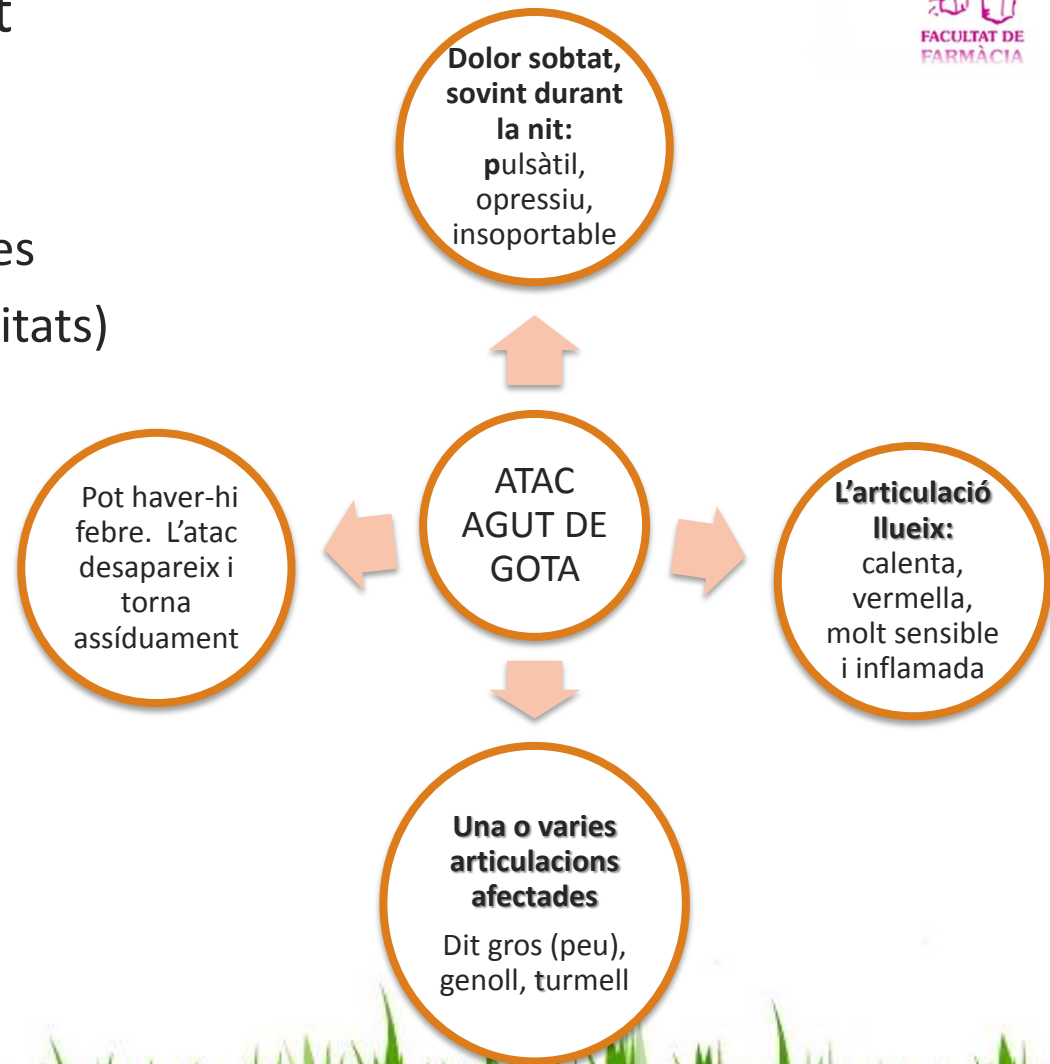 t
FACULTAT DE
FARMÀCIA
Dolor sobtat,
sovint durant
la nit:
pulsàtil,
opressiu,
insoportable
es
itats)
ATAC
AGUT DE
GOTA
Pot haver-hi
febre. L’atac
desapareix i
torna
assíduament
L’articulació
llueix:
calenta,
vermella,
molt sensible
i inflamada
Una o varies
articulacions
afectades
Dit gros (peu),
genoll, turmell